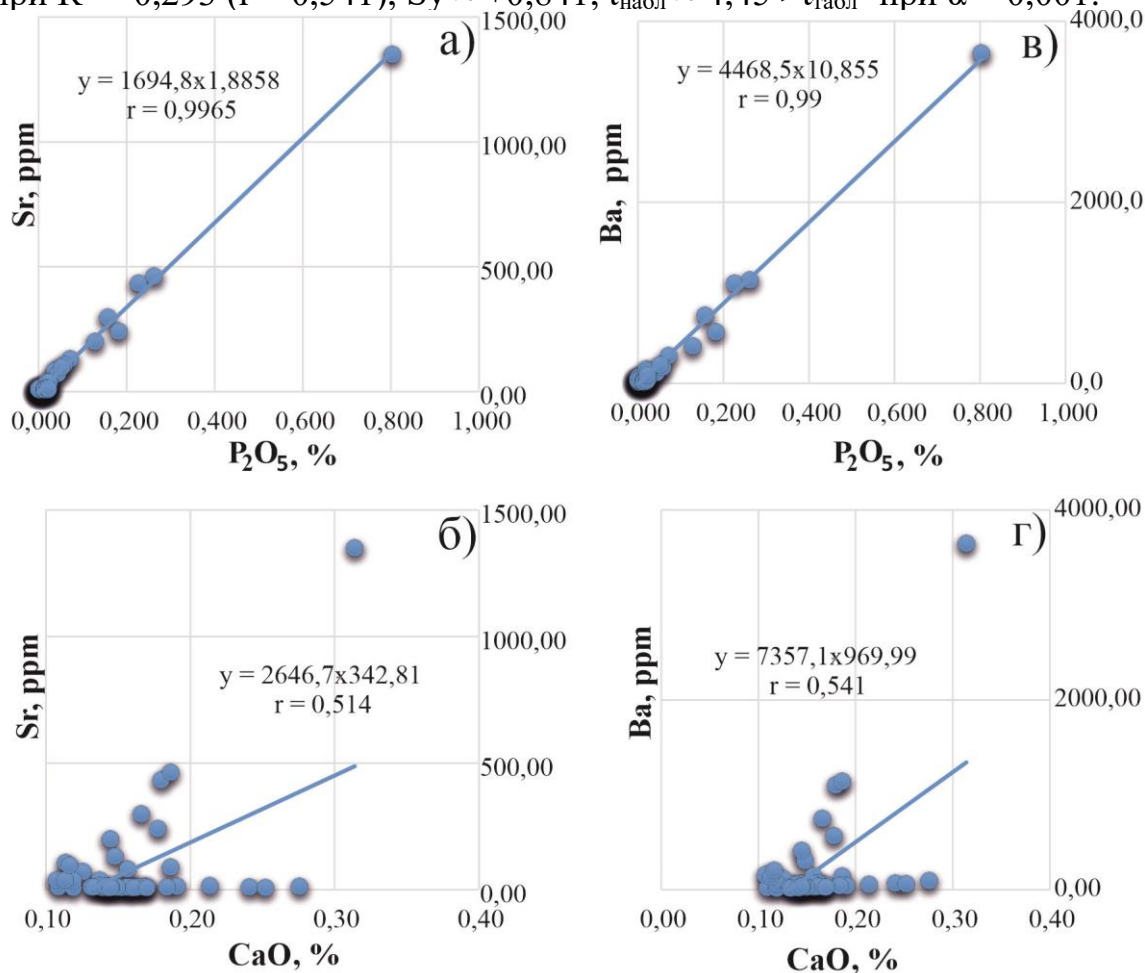 при R² = 0,293 (r = 0,541); Sy ≈ +0,841; tнабл ≈ 4,45 > tтабл при α = 0,001.
а)
y = 1694,8x1,8858
r = 0,9965
Sr, ppm
1500,00
1000,00
500,00
0,00
0,000 0,200 0,400 0,600 0,800 1,000
P₂O₅, %
в)
y = 4468,5x10,855
r = 0,99
Ba, ppm
4000,0
2000,0
0,0
0,000 0,200 0,400 0,600 0,800 1,000
P₂O₅, %
б)
y = 2646,7x342,81
r = 0,514
Sr, ppm
1500,00
1000,00
500,00
0,00
0,10 0,20 0,30 0,40
CaO, %
г)
y = 7357,1x969,99
r = 0,541
Ba, ppm
4000,00
2000,00
0,00
0,00 0,10 0,20 0,30 0,40
CaO, %